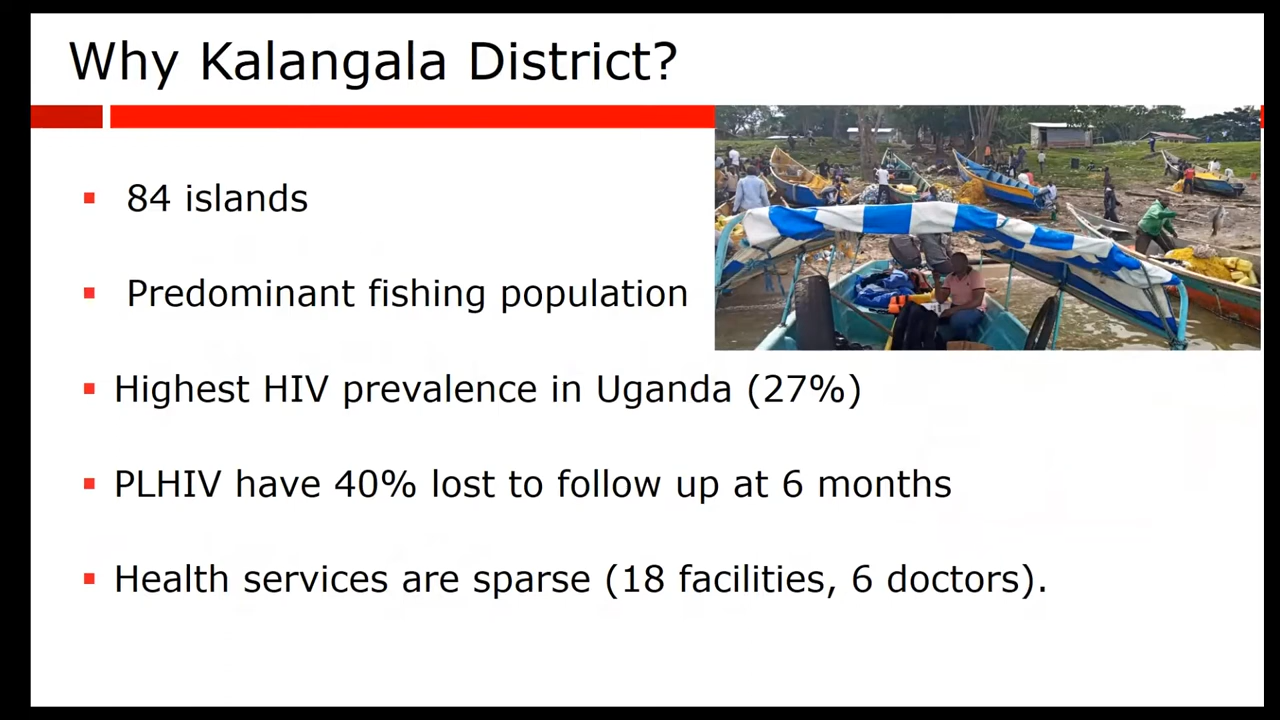 Why Kalangala District?
84 islands
Predominant fishing population
Highest HIV prevalence in Uganda (27%)
PLHIV have 40% lost to follow up at 6 months
Health services are sparse (18 facilities, 6 doctors).